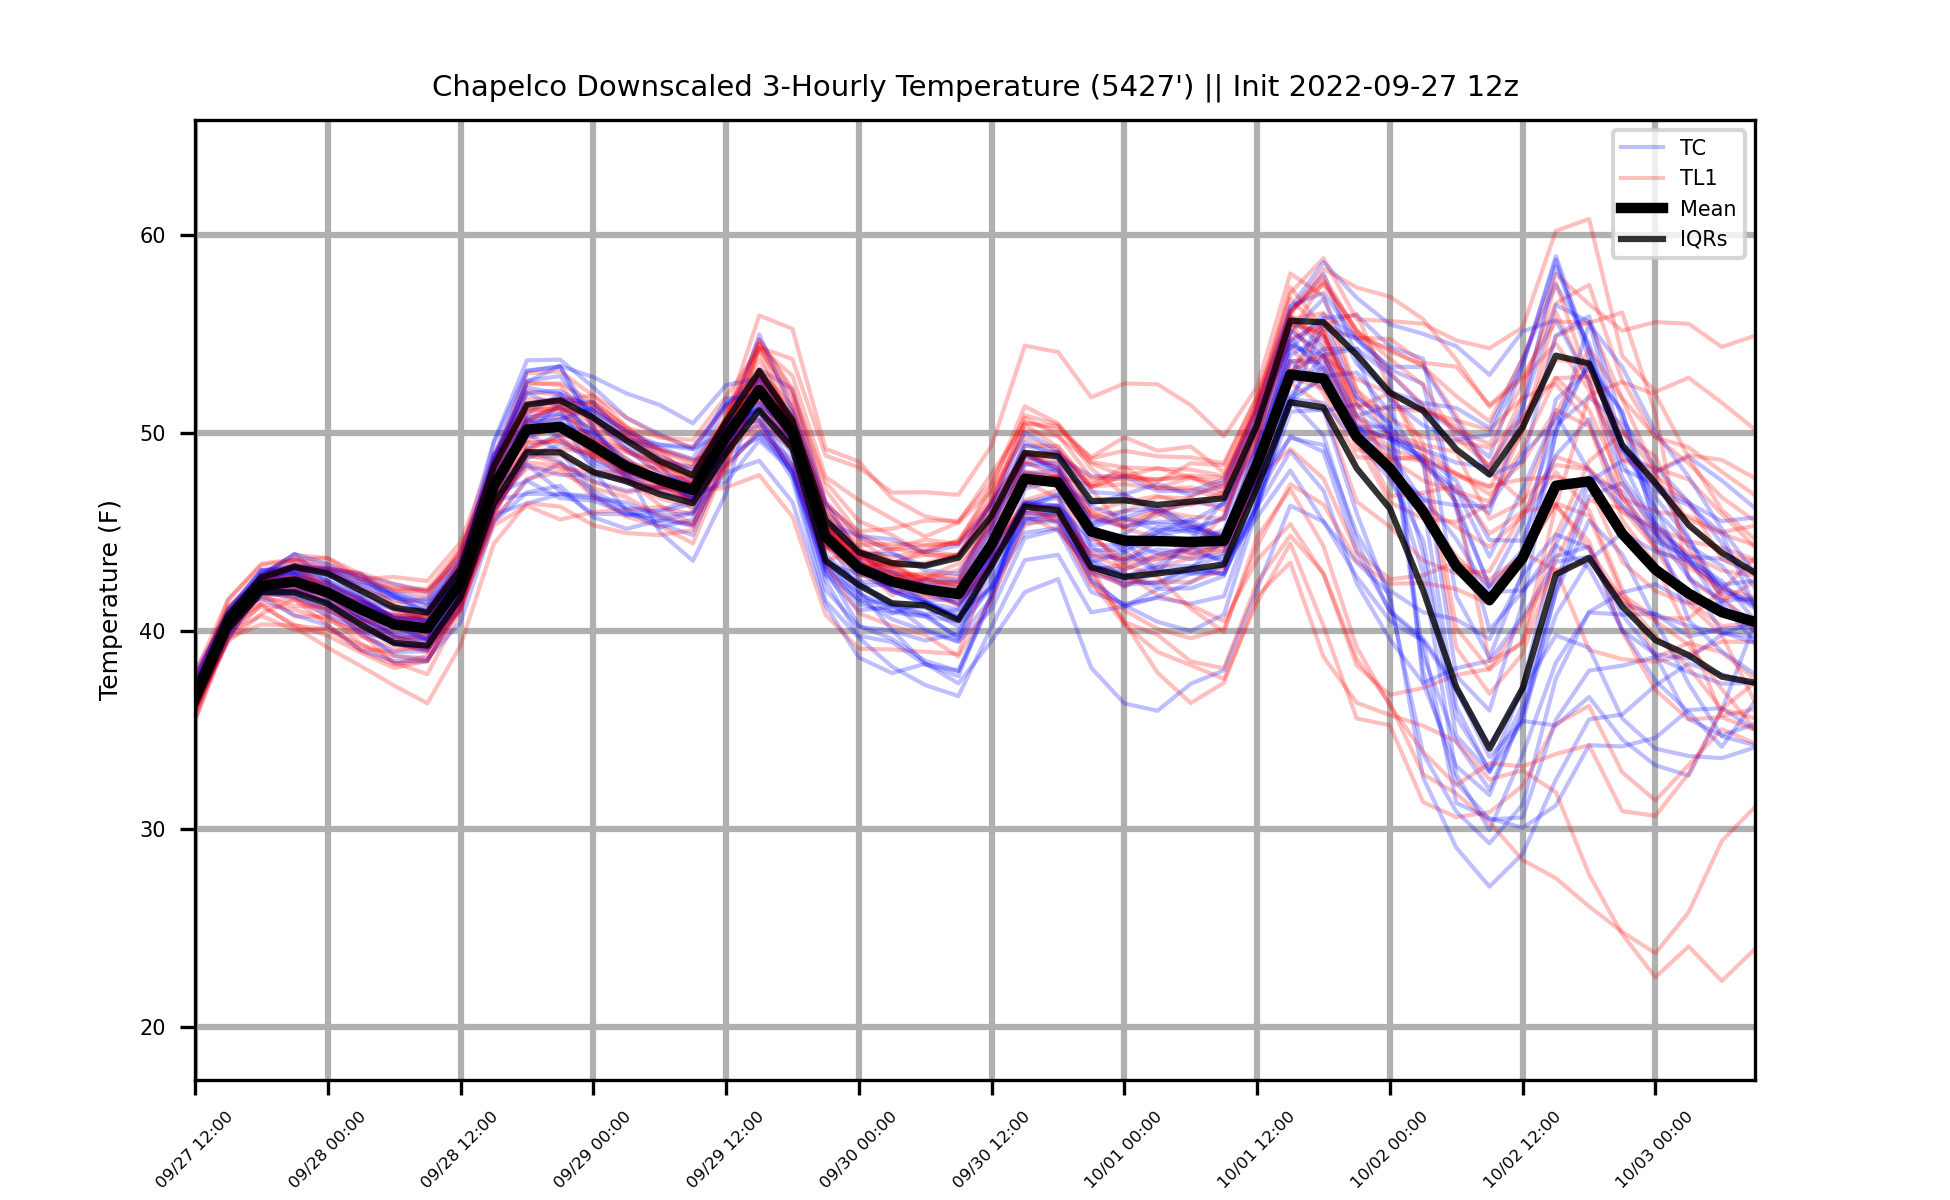 Chapelco Downscaled 3-Hourly Temperature (5427') || Init 2022-09-27 12z
TC
TL1
Mean
IQRs
Temperature (F)
60
50
40
30
20
09/27 12:00
09/28 00:00
09/28 12:00
09/29 00:00
09/29 12:00
09/30 00:00
09/30 12:00
10/01 00:00
10/01 12:00
10/02 00:00
10/02 12:00
10/03 00:00